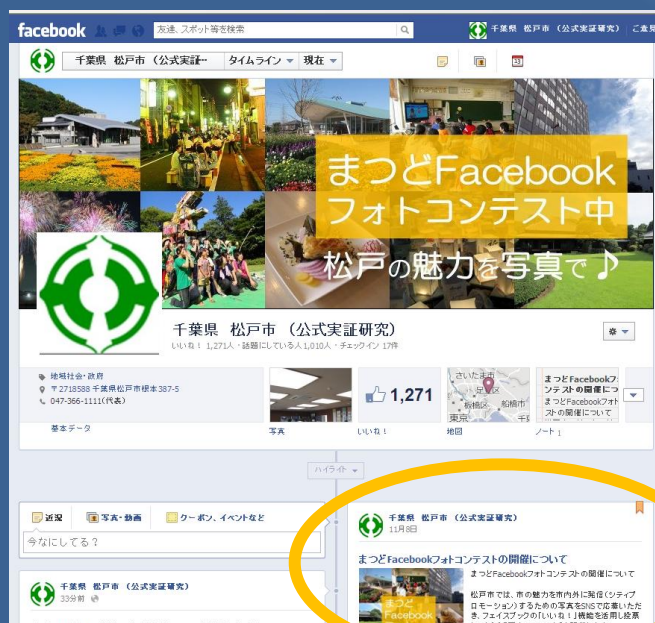 facebook
友達、スポット等を検索
千葉県 松戸市 (公式実証研究)
千葉県 松戸市 (公式実証…
タイムライン
現在
まつどFacebook
フォトコンテスト中
松戸の魅力を写真で♪
千葉県 松戸市 (公式実証研究)
いいね! 1,271人・話題にしている人1,010人・チェックイン 17件
地域社会・政府
〒2718588 千葉県松戸市根本387-5
047-366-1111(代表)
基本データ
写真
1,271
いいね!
さいたま市
足立区
板橋区
船橋市
東京
地図
まつどFacebookフ
ンテストの開催につ
まつどFacebookフォト
ストの開催について
ノート 1
ハイライト
近況
写真・動画
クーポン、イベントなど
今なにしてる?
千葉県 松戸市 (公式実証研究)
33分前
千葉県 松戸市 (公式実証研究)
11月8日
まつどFacebookフォトコンテストの開催について
まつどFacebookフォトコンテストの開催について
松戸市では、市の魅力を市内外に発信(シティプ
ロモーション)するための写真をSNSで応募いただ
き、フェイスブックの「いいね!」機能を活用し投票
まつど
Facebook